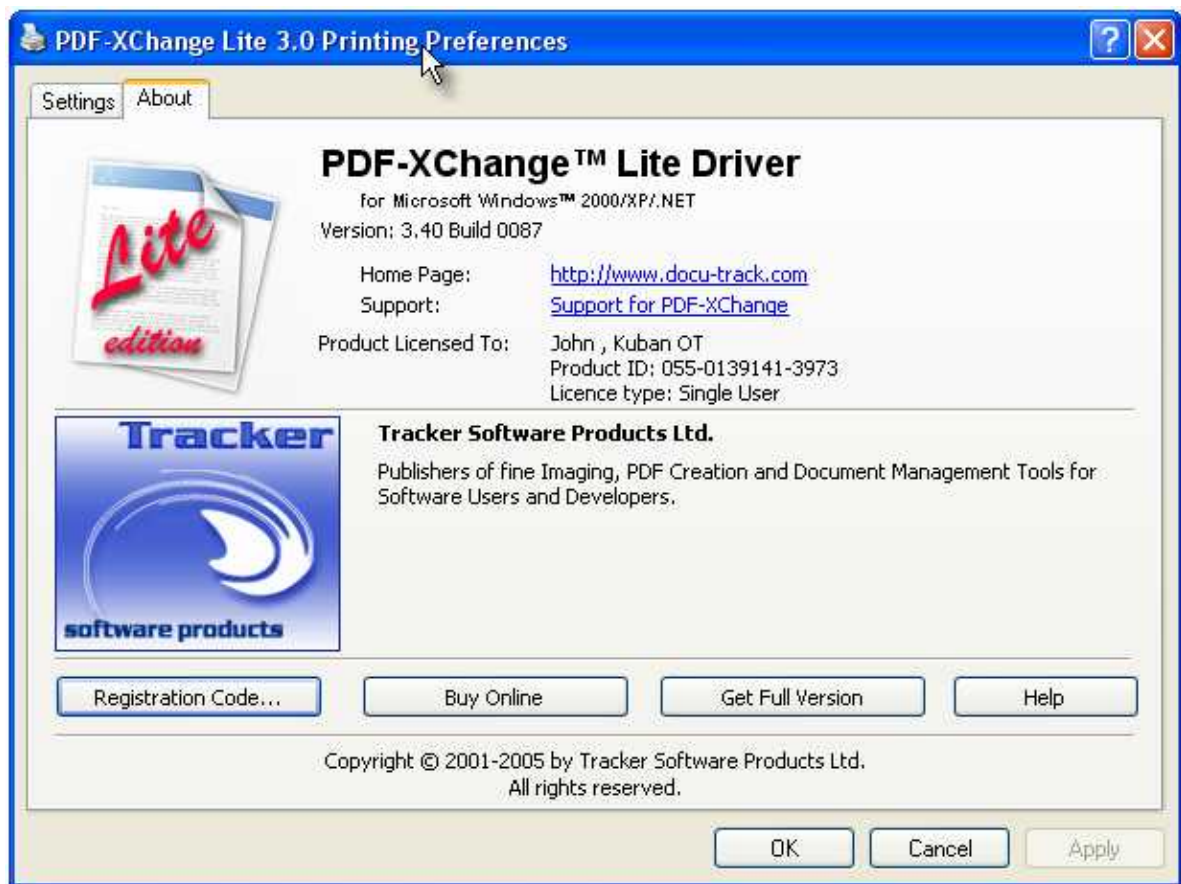 PDF-XChange Lite 3.0 Printing Preferences
Settings
About
Lite
edition
PDF-XChange™ Lite Driver
for Microsoft Windows™ 2000/XP/.NET
Version: 3.40 Build 0087
Home Page: http://www.docu-track.com
Support: Support for PDF-XChange
Product Licensed To: John , Kuban OT
Product ID: 055-0139141-3973
Licence type: Single User
Tracker
software products
Tracker Software Products Ltd.
Publishers of fine Imaging, PDF Creation and Document Management Tools for
Software Users and Developers.
Registration Code...
Buy Online
Get Full Version
Help
Copyright © 2001-2005 by Tracker Software Products Ltd.
All rights reserved.
OK
Cancel
Apply